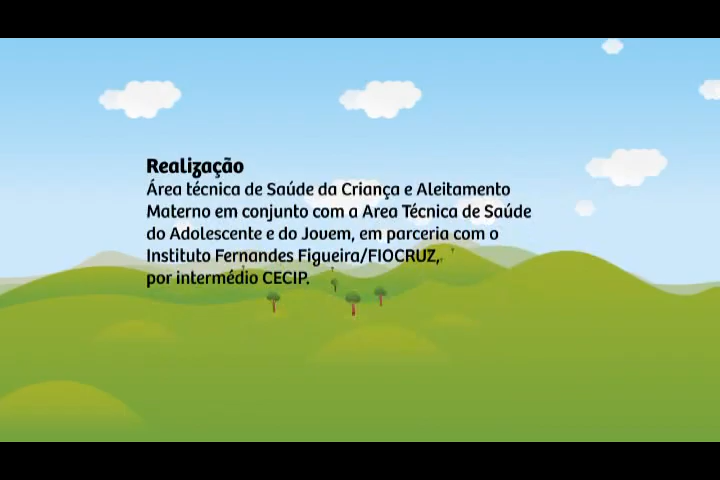 Realização
Área técnica de Saúde da Criança e Aleitamento
Materno em conjunto com a Area Técnica de Saúde
do Adolescente e do Jovem, em parceria com o
Instituto Fernandes Figueira/FIOCRUZ,
por intermédio CECIP.